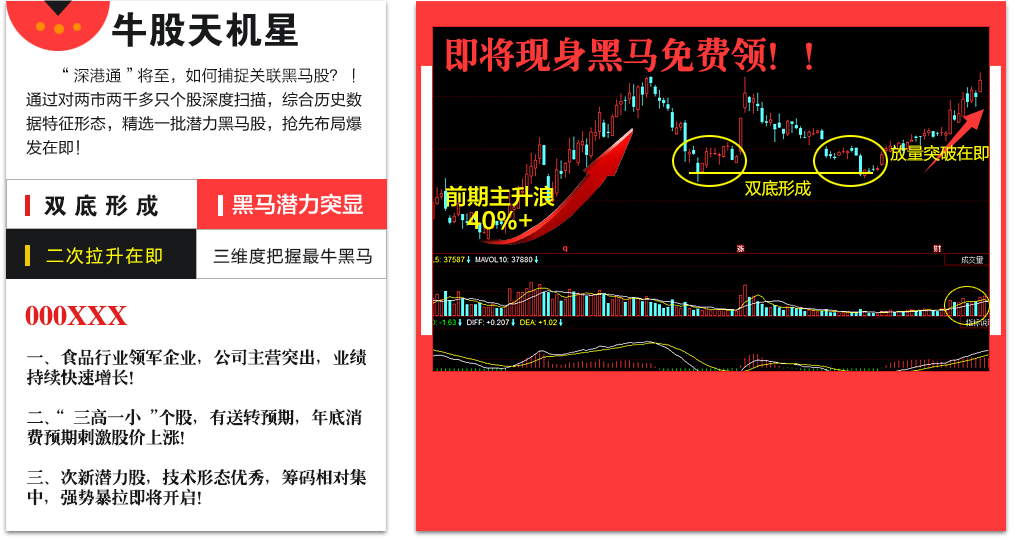 牛股天机星
“深港通”将至，如何捕捉关联黑马股？！
通过对两市两千多只个股深度扫描，综合历史数
据特征形态，精选一批潜力黑马股，抢先布局爆
发在即！
双底形成
黑马潜力突显
二次拉升在即
三维度把握最牛黑马
000XXX
一、食品行业领军企业，公司主营突出，业绩
持续快速增长！
二、“三高一小”个股，有送转预期，年底消
费预期刺激股价上涨！
三、次新潜力股，技术形态优秀，筹码相对集
中，强势暴拉即将开启！
即将现身黑马免费领！！
放量突破在即
双底形成
前期主升浪
40%+
q 涨 财
L5: 37587↓ MAVOL10: 37880↓ 成交量
0: -1.63↓ DIFF: +0.207↓ DEA: +1.02↓